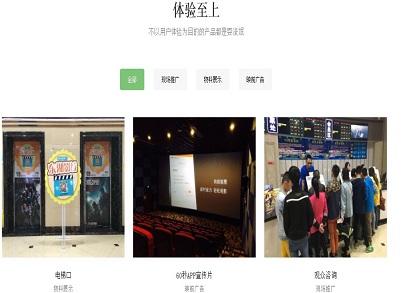 体验至上
不以用户体验为目的的产品都是耍流氓
全部
现场推广
物料展示
映前广告
电梯口
60秒APP宣传片
观众咨询
物料展示
映前广告
现场推广